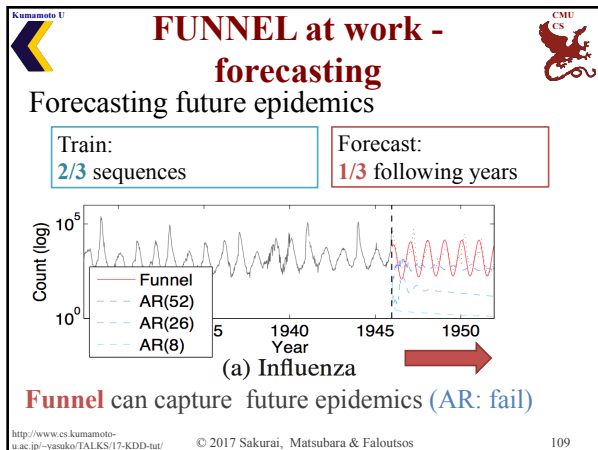 Kumamoto U
CMU
CS
FUNNEL at work -
forecasting
Forecasting future epidemics
Train:
2/3 sequences
Forecast:
1/3 following years
10^5
10^0
Count (log)
Funnel
AR(52)
AR(26)
AR(8)
5
1940
1945
1950
Year
(a) Influenza
Funnel can capture future epidemics (AR: fail)
http://www.cs.kumamoto-
u.ac.jp/~yasuko/TALKS/17-KDD-tut/
© 2017 Sakurai, Matsubara & Faloutsos
109